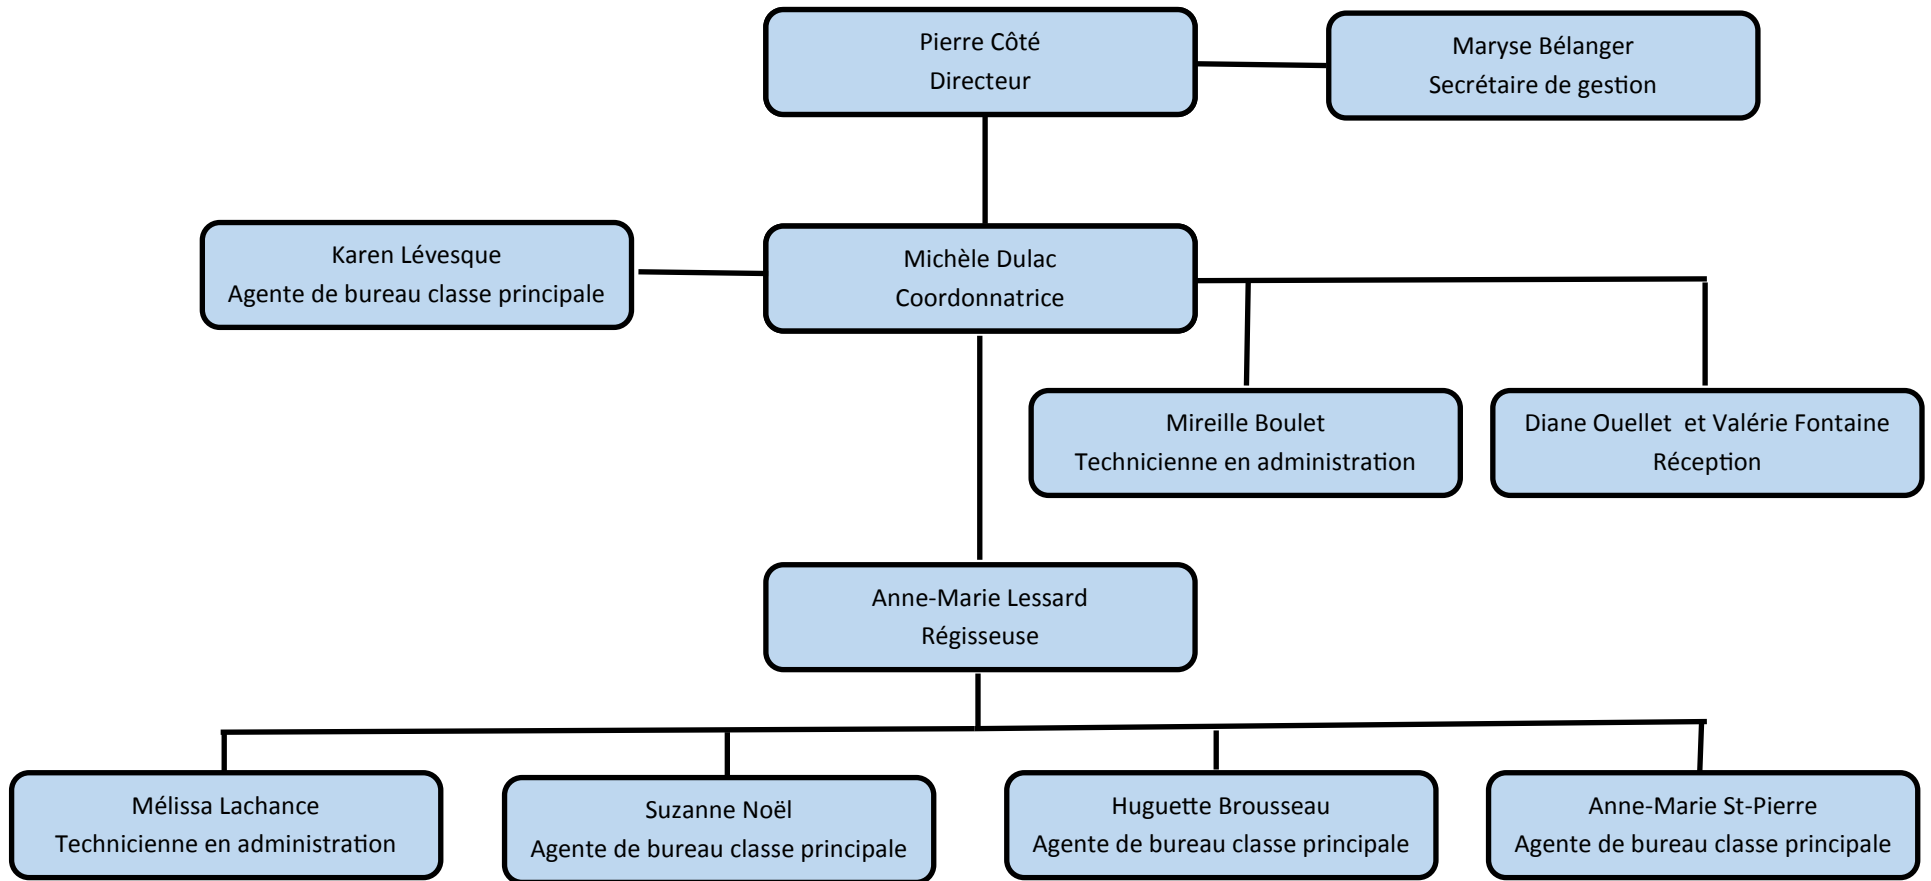 Pierre Côté
Directeur
Maryse Bélanger
Secrétaire de gestion
Karen Lévesque
Agente de bureau classe principale
Michèle Dulac
Coordonnatrice
Mireille Boulet
Technicienne en administration
Diane Ouellet  et Valérie Fontaine
Réception
Anne-Marie Lessard
Régisseuse
Mélissa Lachance
Technicienne en administration
Suzanne Noël
Agente de bureau classe principale
Huguette Brousseau
Agente de bureau classe principale
Anne-Marie St-Pierre
Agente de bureau classe principale